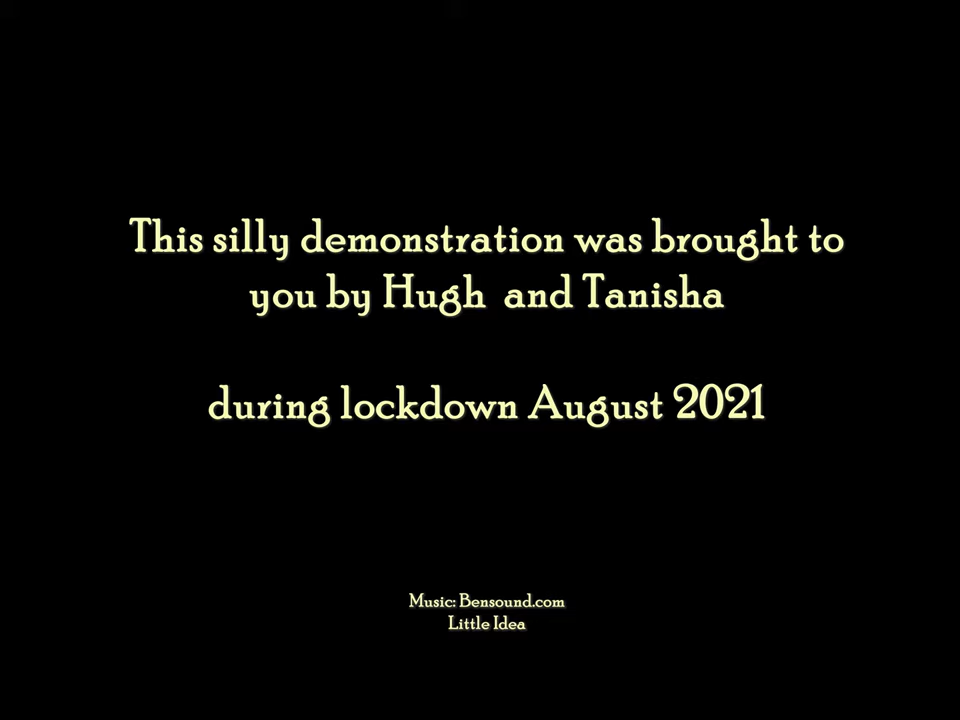 This silly demonstration was brought to
you by Hugh and Tanisha
during lockdown August 2021
Music: Bensound.com
Little Idea